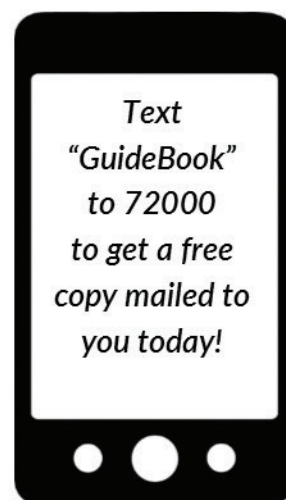 Text
“GuideBook”
to 72000
to get a free
copy mailed to
you today!